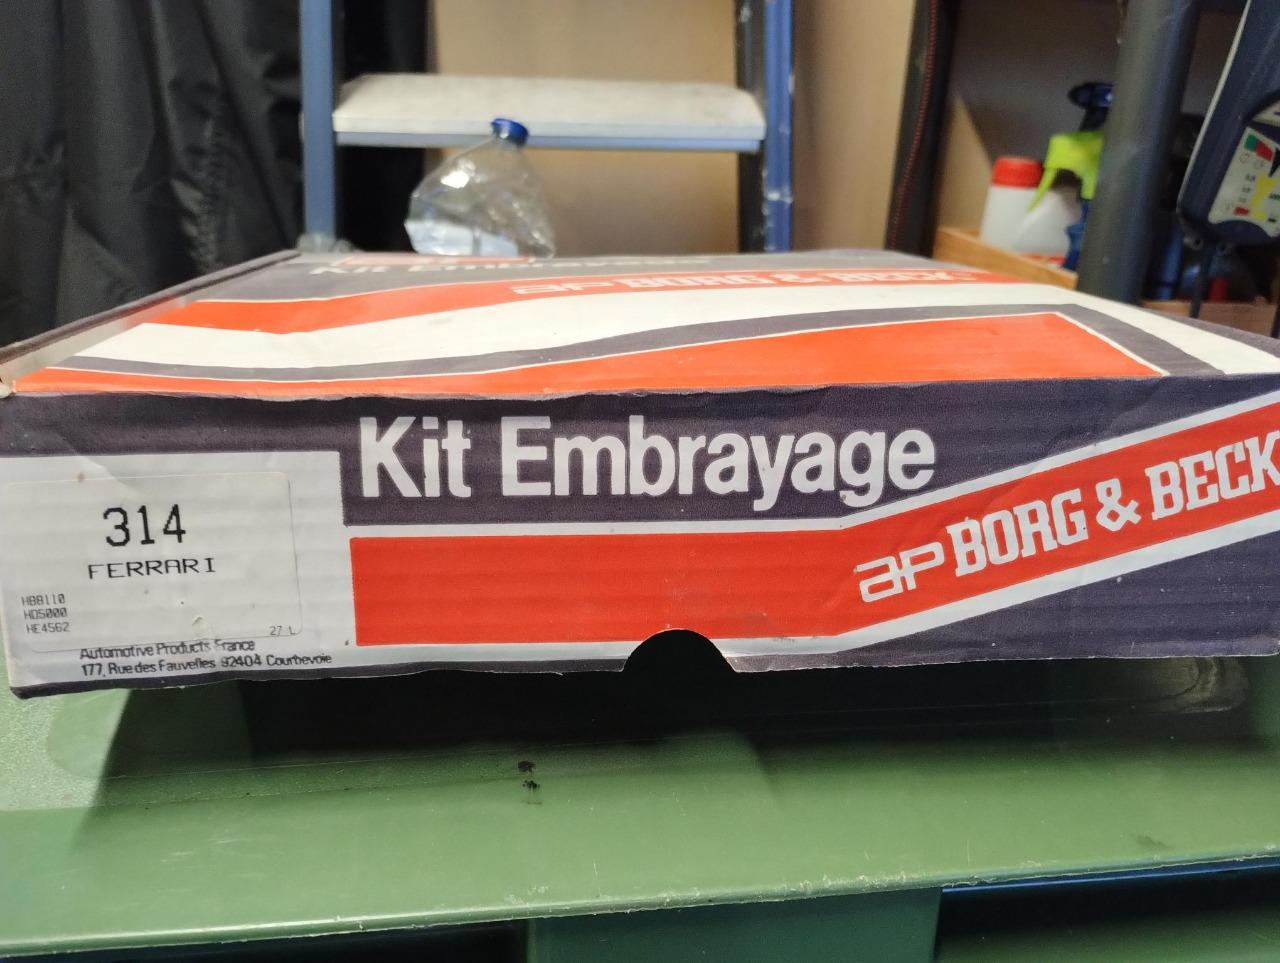 Kit Embrayage
ap BORG & BECK
Kit Embrayage
ap BORG & BECK
314
FERRARI
HB8110
HD5000
HE4562
27 L
Automotive Products France
177, Rue des Fauvelles 92404 Courbevoie